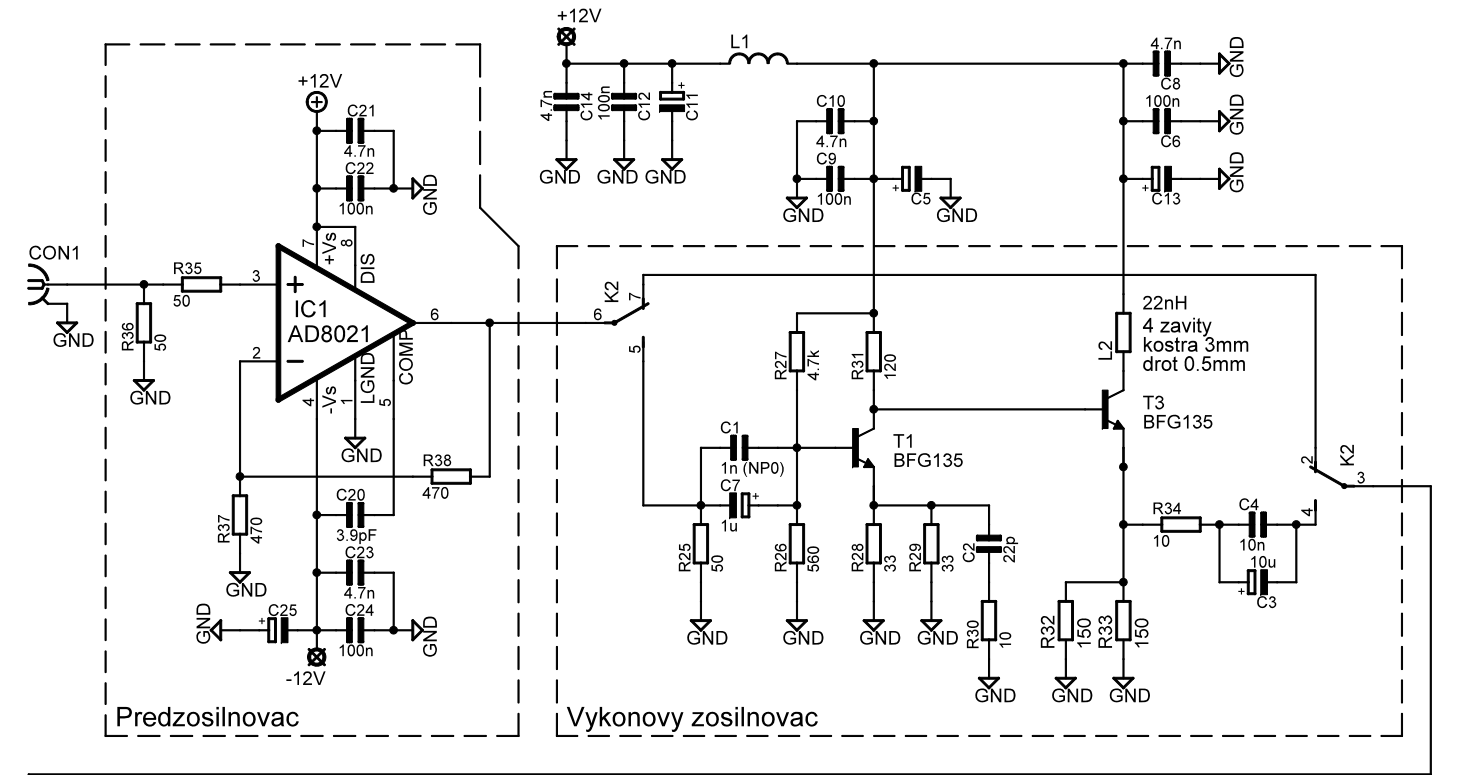 +12V
L1
4.7n
C8
GND
100n
C6
GND
C13
+
GND
4.7n
C14
GND
100n
C12
GND
+
C11
GND
C10
4.7n
C9
100n
GND
+
C5
GND
+12V
C21
4.7n
C22
100n
GND
CON1
GND
R35
50
R36
50
GND
3
+
IC1
AD8021
2
−
7
+Vs
8
DIS
6
4
-Vs
1
LGND
5
COMP
GND
R38
470
R37
470
GND
C20
3.9pF
C23
4.7n
C24
100n
GND
GND
+
C25
-12V
Predzosilnovac
K2
6
7
5
R27
4.7k
R31
120
22nH
4 zavity
kostra 3mm
drot 0.5mm
L2
T3
BFG135
C1
1n (NP0)
C7
+
1u
T1
BFG135
R25
50
GND
R26
560
GND
R28
33
GND
R29
33
GND
C2
22p
R30
10
GND
R34
10
C4
10n
10u
+
C3
2
K2
3
4
R32
150
GND
R33
150
GND
Vykonovy zosilnovac